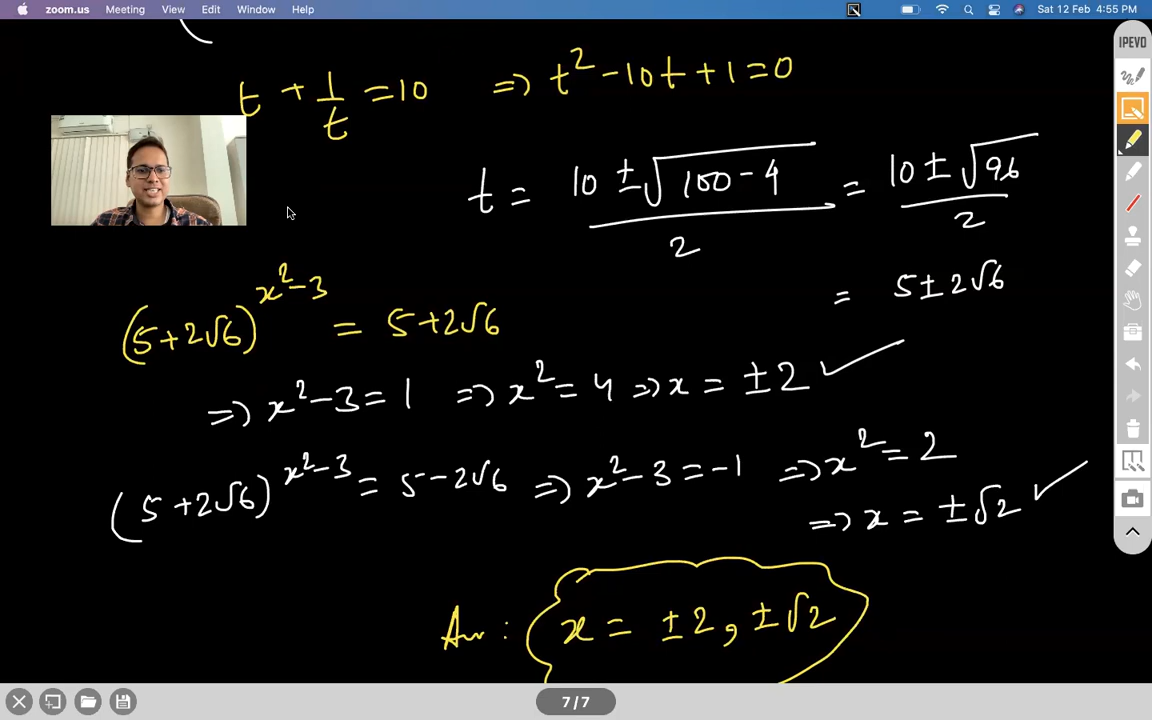 zoom.us Meeting View Edit Window Help Sat 12 Feb 4:55 PM
IPEVO
t + 1/t = 10 => t² - 10t + 1 = 0
t = (10 ± √(100 - 4))/2 = (10 ± √96)/2
= 5 ± 2√6
(5 + 2√6)^(x² - 3) = 5 + 2√6
=> x² - 3 = 1 => x² = 4 => x = ± 2 ✓
(5 + 2√6)^(x² - 3) = 5 - 2√6 => x² - 3 = -1 => x² = 2
=> x = ± √2 ✓
Ans : x = ± 2, ± √2
7 / 7